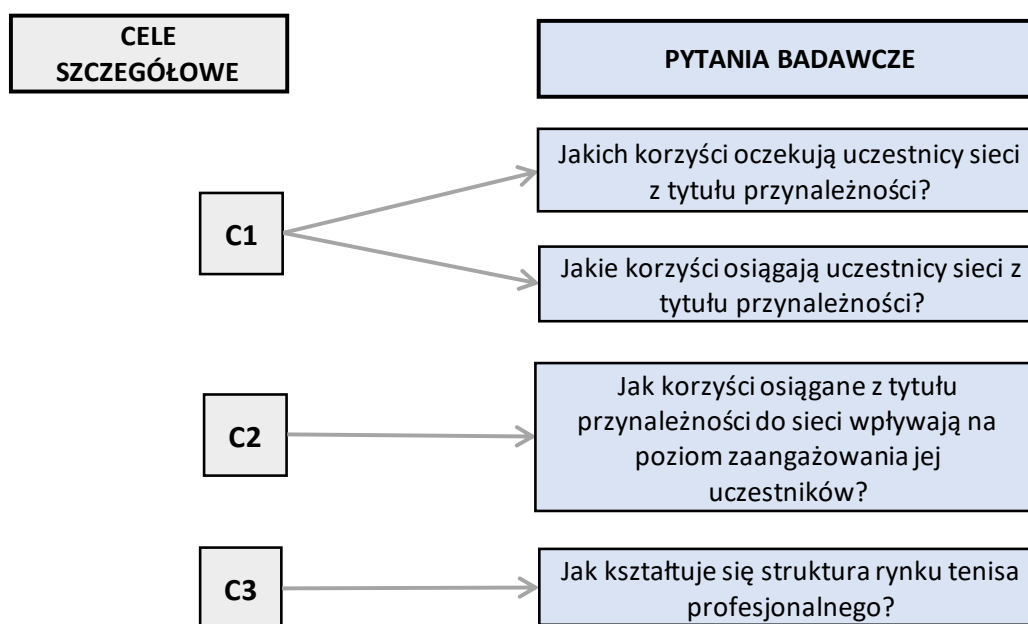 CELE
SZCZEGÓŁOWE
PYTANIA BADAWCZE
C1
Jakich korzyści oczekują uczestnicy sieci
z tytułu przynależności?
Jakie korzyści osiągają uczestnicy sieci z
tytułu przynależności?
C2
Jak korzyści osiągane z tytułu
przynależności do sieci wpływają na
poziom zaangażowania jej
uczestników?
C3
Jak kształtuje się struktura rynku tenisa
profesjonalnego?